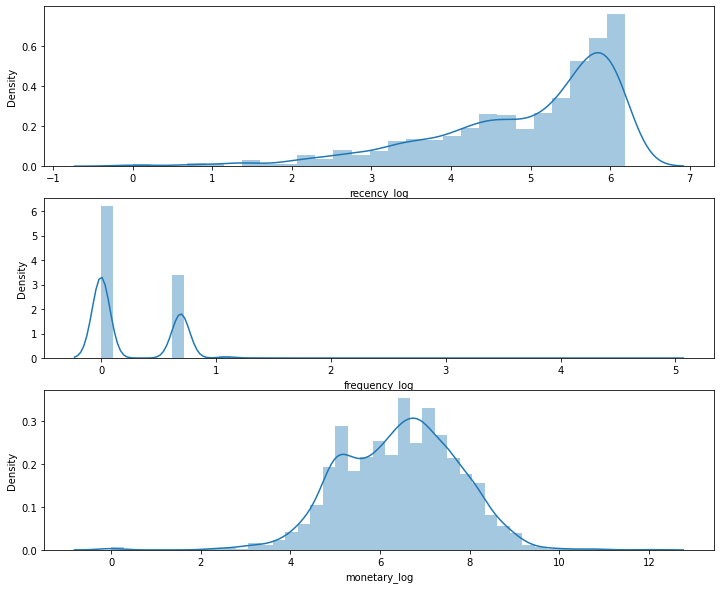 Density
0.6
0.4
0.2
0.0
−1 0 1 2 3 4 5 6 7
recency_log
Density
6
5
4
3
2
1
0
0 1 2 3 4 5
frequency_log
Density
0.3
0.2
0.1
0.0
0 2 4 6 8 10 12
monetary_log